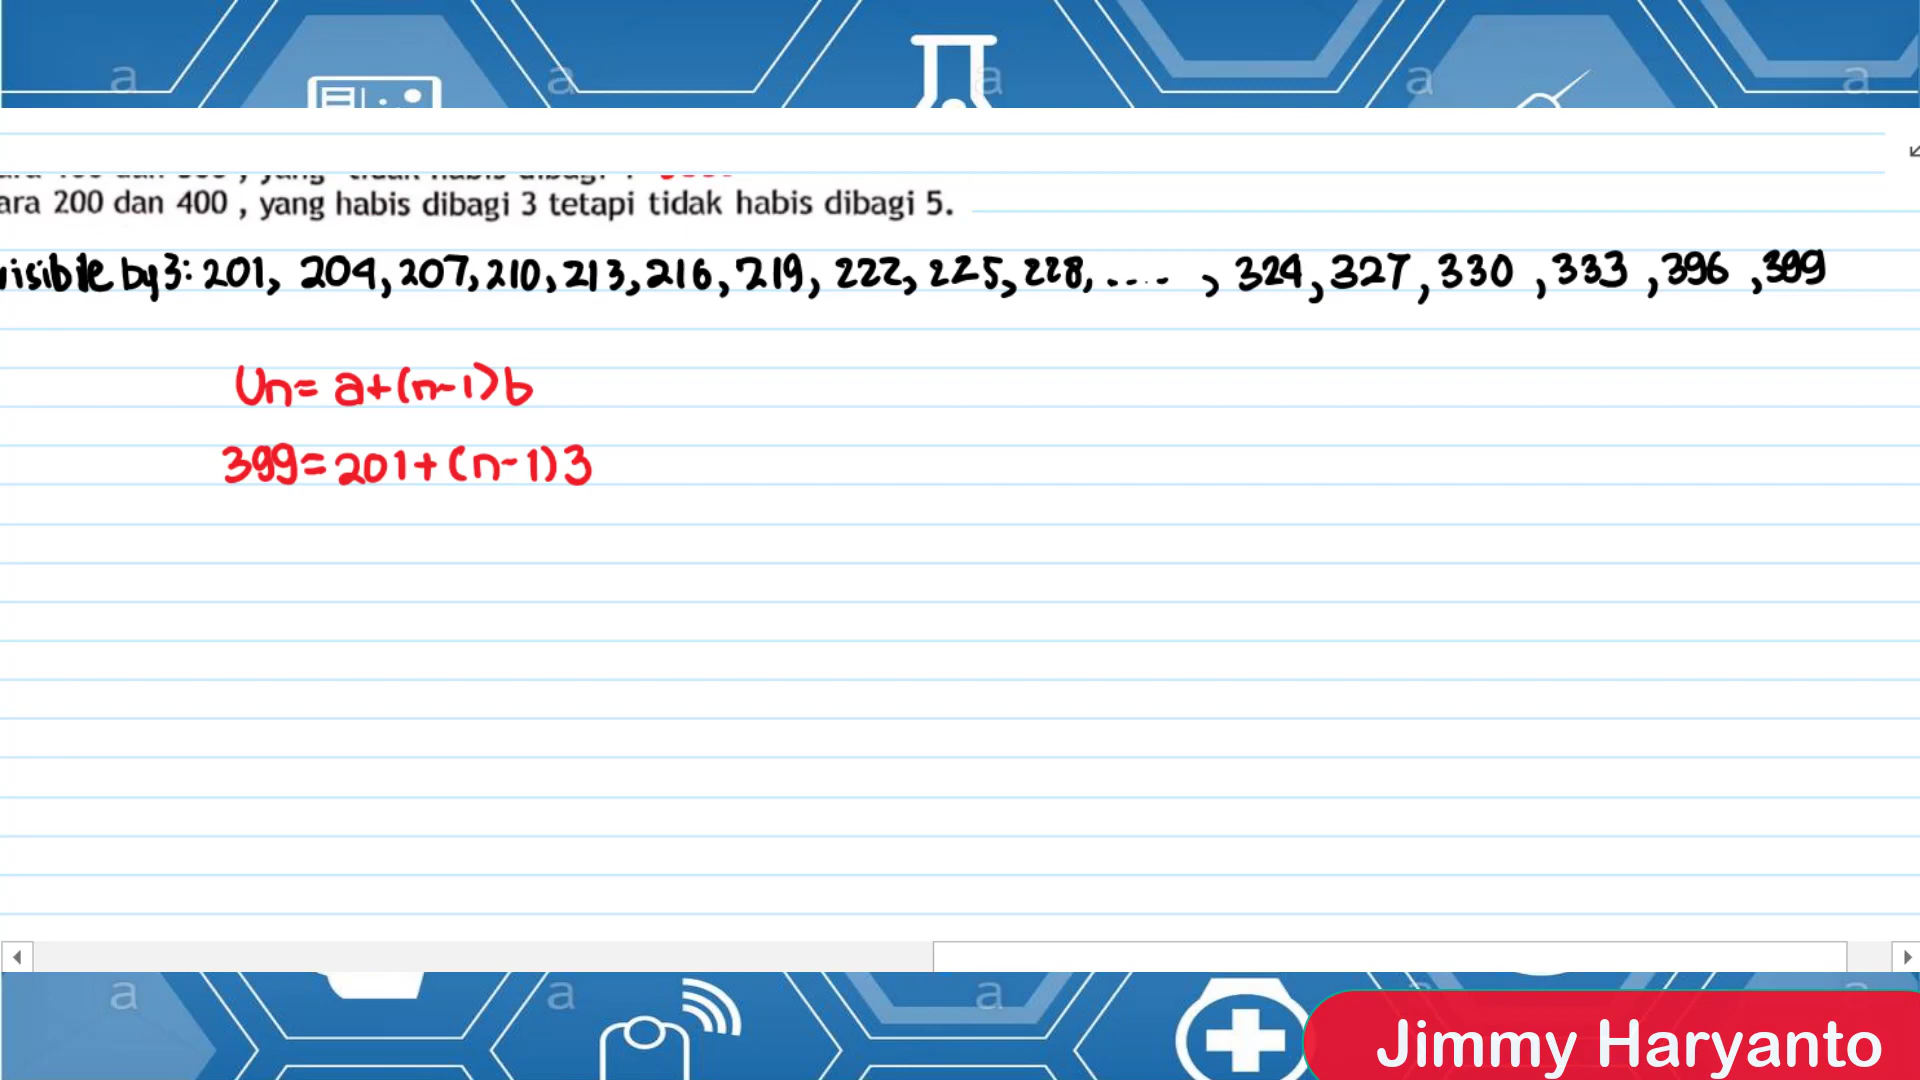 ara 200 dan 400 , yang habis dibagi 3 tetapi tidak habis dibagi 5.
visible by 3: 201, 204, 207, 210, 213, 216, 219, 222, 225, 228, .... , 324, 327, 330 , 333 , 396 , 399
Un = a + (n-1) b
399 = 201 + (n-1) 3
Jimmy Haryanto